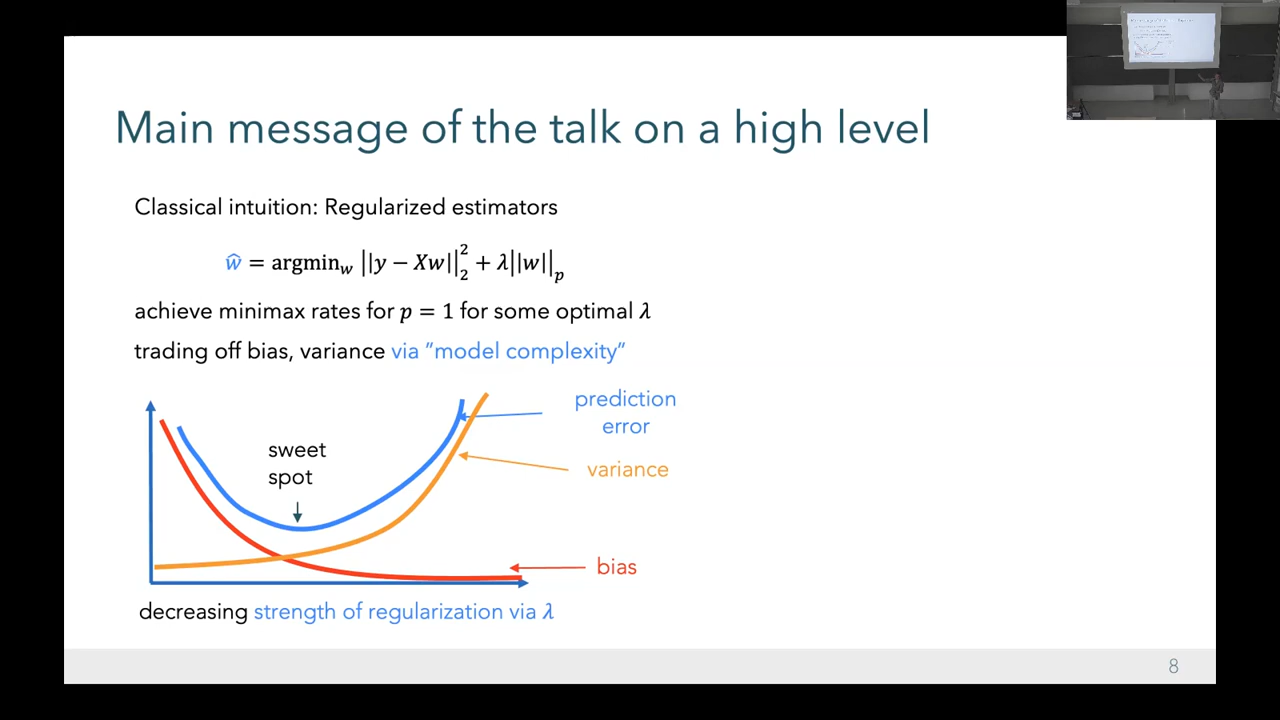 Main message of the talk on a high level
Classical intuition: Regularized estimators
ŵ = argmin_w ||y − Xw||_2^2 + λ||w||_p
achieve minimax rates for p = 1 for some optimal λ
trading off bias, variance via "model complexity"
prediction
error
sweet
spot
variance
bias
decreasing strength of regularization via λ
8